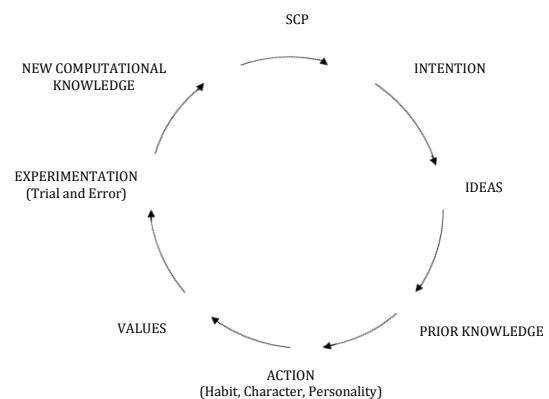 SCP
INTENTION
IDEAS
PRIOR KNOWLEDGE
ACTION
(Habit, Character, Personality)
VALUES
EXPERIMENTATION
(Trial and Error)
NEW COMPUTATIONAL
KNOWLEDGE